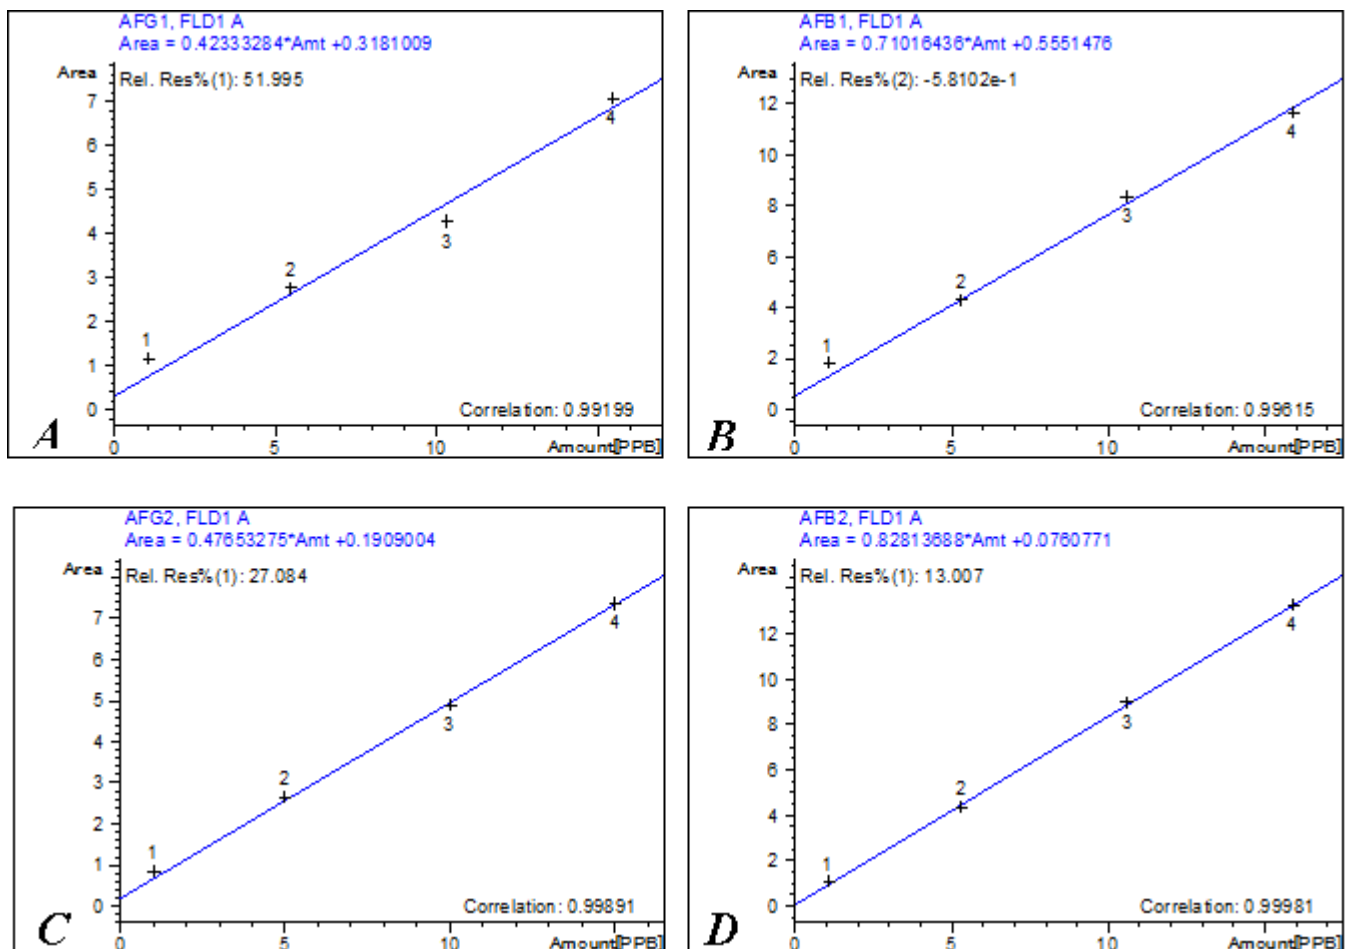 AFG1, FLD1 A
Area = 0.42333284*Amt +0.3181009
Area
Rel. Res%(1): 51.995
7
6
5
4
3
2
1
0
1
2
3
4
Correlation: 0.99199
0
10
Amount[PPB]
A
AFB1, FLD1 A
Area = 0.71016436*Amt +0.5551476
Area
Rel. Res%(2): -5.8102e-1
12
10
8
6
4
2
0
1
2
3
4
Correlation: 0.99615
0
5
10
Amount[PPB]
B
AFG2, FLD1 A
Area = 0.47653275*Amt +0.1909004
Area
Rel. Res%(1): 27.084
7
6
5
4
3
2
1
0
1
2
3
4
Correlation: 0.99891
0
5
10
Amount[PPB]
C
AFB2, FLD1 A
Area = 0.82813688*Amt +0.0760771
Area
Rel. Res%(1): 13.007
12
10
8
6
4
2
0
1
2
3
4
Correlation: 0.99981
0
5
10
Amount[PPB]
D